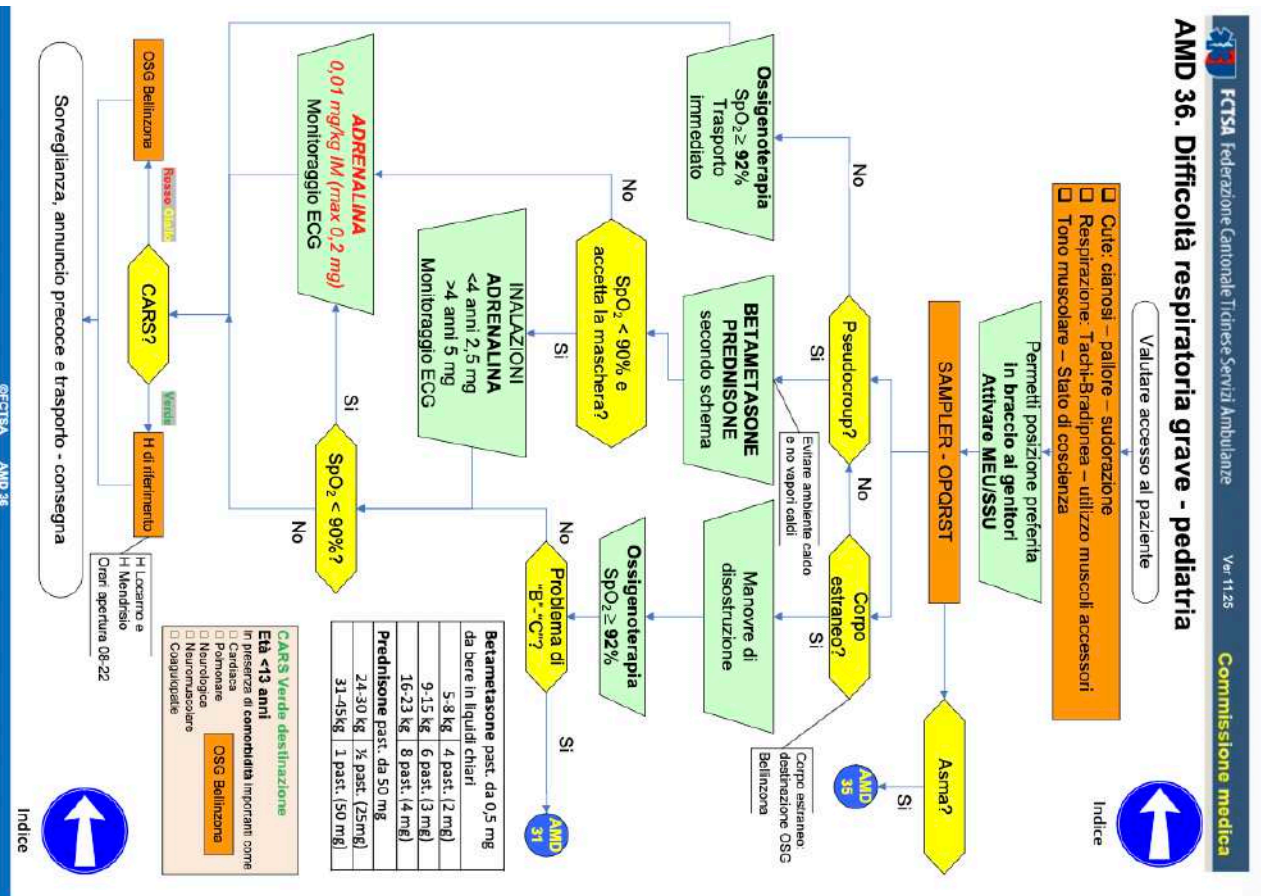 FCTSA Federazione Cantonale Ticinese Servizi Ambulanze
Ver 11.25
Commissione medica
AMD 36. Difficoltà respiratoria grave - pediatria
Indice
Valutare accesso al paziente
❑ Cute: cianosi – pallore – sudorazione
❑ Respirazione: Tachi-Bradipnea – utilizzo muscoli accessori
❑ Tono muscolare – Stato di coscienza
Permetti posizione preferita
in braccio ai genitori
Attivare MEU/SSU
SAMPLER - OPQRST
Asma?
Si
AMD
35
Corpo
estraneo?
Corpo estraneo:
destinazione OSG
Bellinzona
No
Si
Pseudocroup?
No
Si
Evitare ambiente caldo
e no vapori caldi
Ossigenoterapia
SpO₂ ≥ 92%
Trasporto
immediato
BETAMETASONE
PREDNISONE
secondo schema
Manovre di
disostruzione
Ossigenoterapia
SpO₂ ≥ 92%
SpO₂ < 90% e
accetta la maschera?
No
Si
Problema di
"B"-"C"?
No
Si
AMD
31
INALAZIONI
ADRENALINA
<4 anni 2,5 mg
>4 anni 5 mg
Monitoraggio ECG
ADRENALINA
0,01 mg/kg IM (max 0,2 mg)
Monitoraggio ECG
SpO₂ < 90%?
Si
No
Betametasone past. da 0,5 mg
da bere in liquidi chiari
5-8 kg 4 past. (2 mg)
9-15 kg 6 past. (3 mg)
16-23 kg 8 past. (4 mg)
Prednisone past. da 50 mg
24-30 kg ½ past. (25mg)
31-45kg 1 past. (50 mg)
CARS?
Rosso Giallo
Verde
OSG Bellinzona
H di riferimento
H Locarno e
H Mendrisio
Orari apertura 08-22
CARS Verde destinazione
Età <13 anni
In presenza di comorbidità importanti come
☐ Cardiaca
☐ Polmonare
☐ Neurologica
☐ Neuromuscolare
☐ Coagulopatie
OSG Bellinzona
Sorveglianza, annuncio precoce e trasporto - consegna
Indice
©FCTSA AMD 36